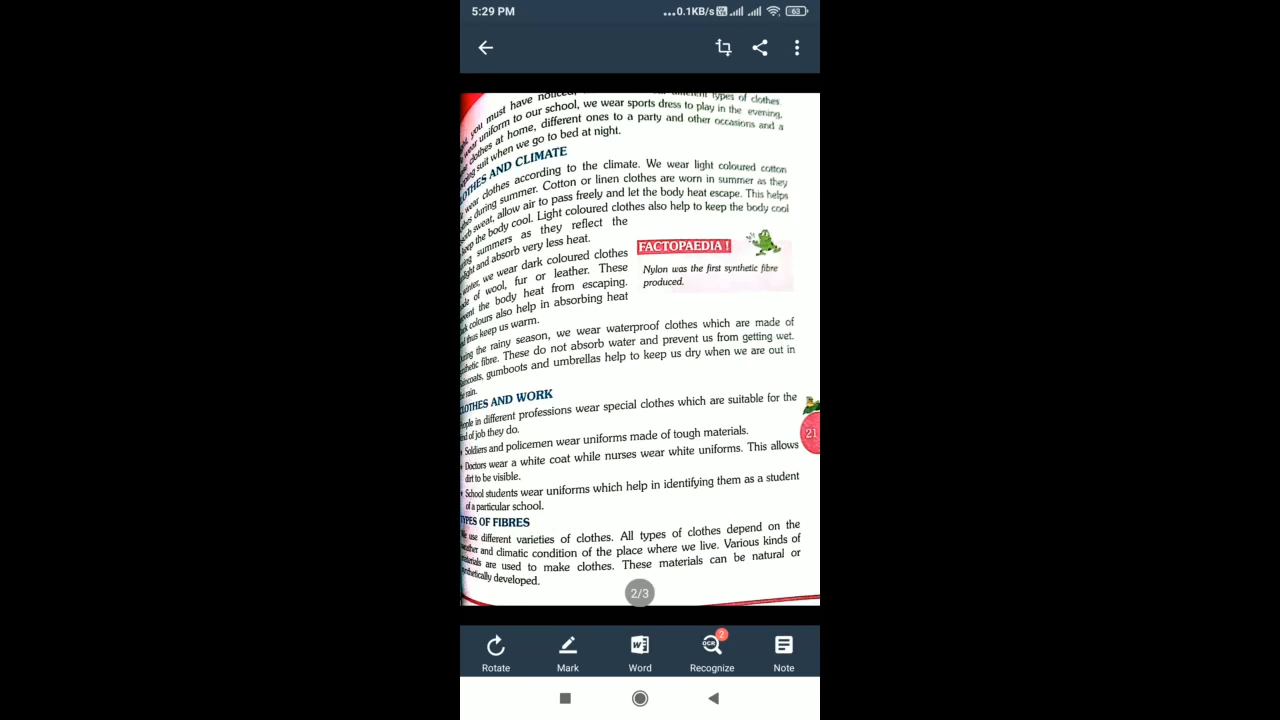 5:29 PM
...0.1KB/s
63
you must have noticed, different types of clothes.
wear uniform to our school, we wear sports dress to play in the evening,
clothes at home, different ones to a party and other occasions and a
suit when we go to bed at night.
CLOTHES AND CLIMATE
wear clothes according to the climate. We wear light coloured cotton
during summer. Cotton or linen clothes are worn in summer as they
sweat, allow air to pass freely and let the body heat escape. This helps
the body cool. Light coloured clothes also help to keep the body cool
summers as they reflect the
and absorb very less heat.
FACTOPAEDIA !
Nylon was the first synthetic fibre
produced.
winter, we wear dark coloured clothes
of wool, fur or leather. These
the body heat from escaping.
colours also help in absorbing heat
thus keep us warm.
the rainy season, we wear waterproof clothes which are made of
fibre. These do not absorb water and prevent us from getting wet.
Raincoats, gumboots and umbrellas help to keep us dry when we are out in
rain.
CLOTHES AND WORK
People in different professions wear special clothes which are suitable for the
kind of job they do.
Soldiers and policemen wear uniforms made of tough materials.
Doctors wear a white coat while nurses wear white uniforms. This allows
dirt to be visible.
School students wear uniforms which help in identifying them as a student
of a particular school.
21
TYPES OF FIBRES
We use different varieties of clothes. All types of clothes depend on the
weather and climatic condition of the place where we live. Various kinds of
materials are used to make clothes. These materials can be natural or
synthetically developed.
2/3
W
OCR
2
Rotate Mark Word Recognize Note